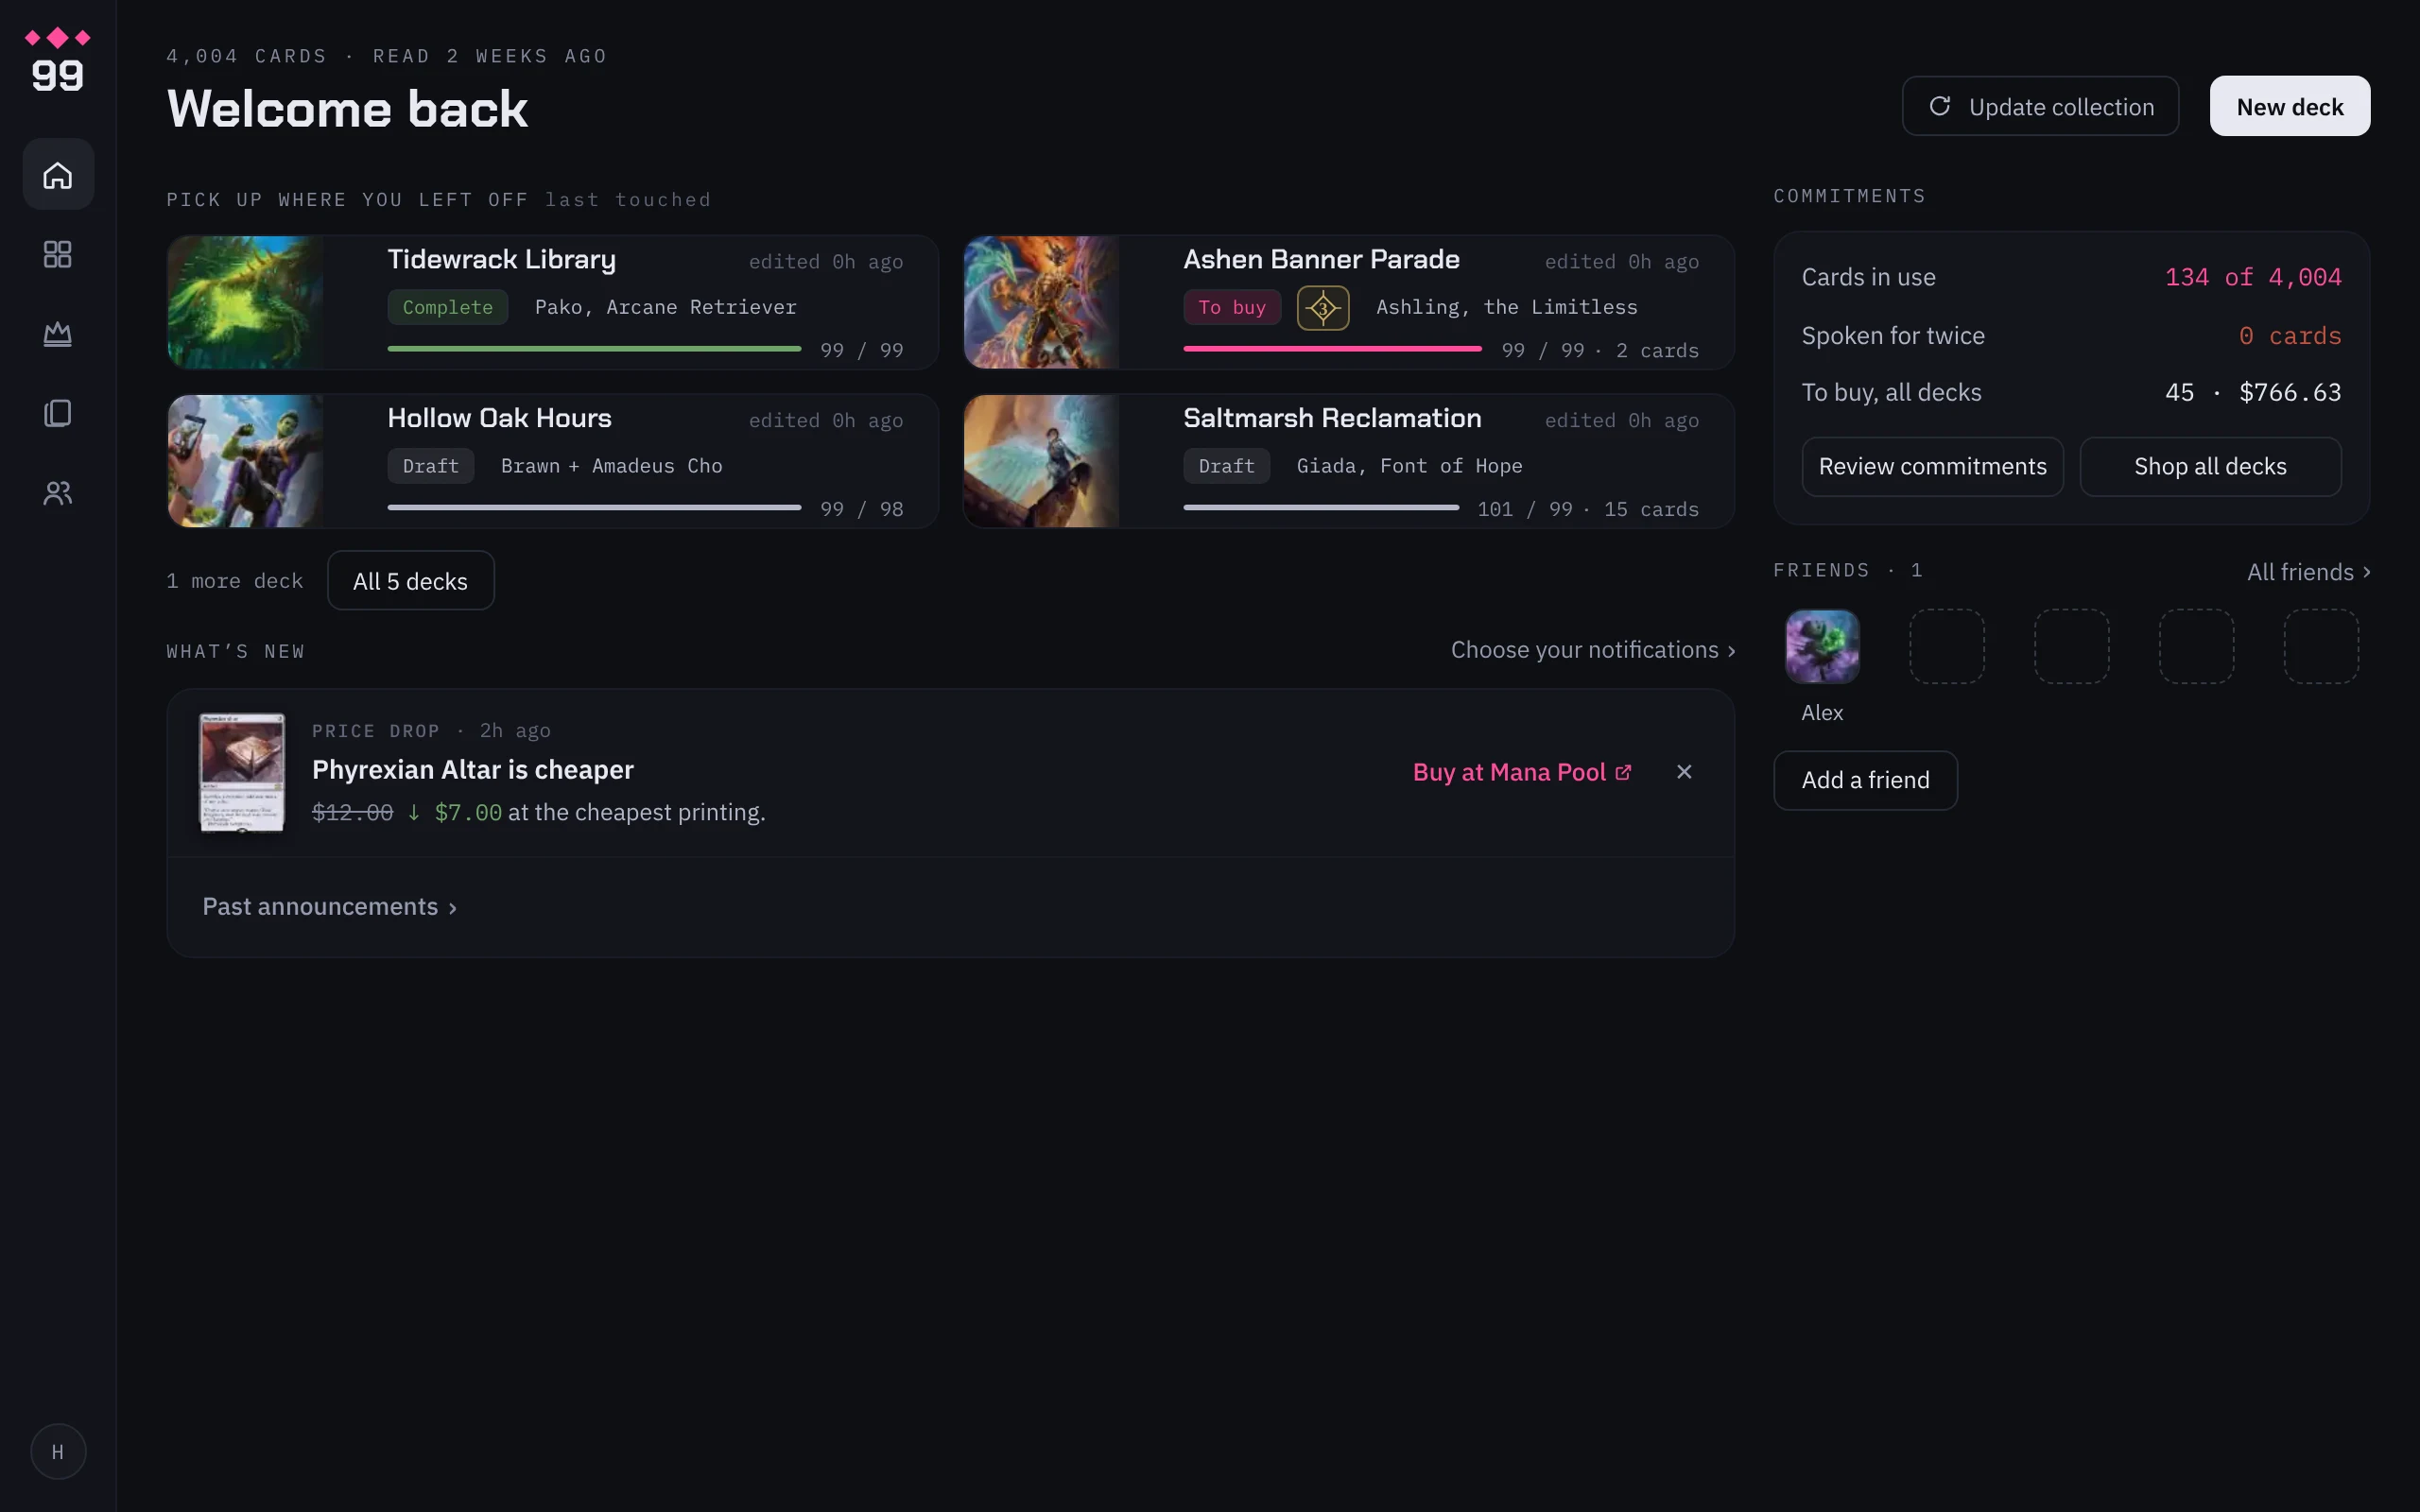 99
4,004 CARDS · READ 2 WEEKS AGO
Welcome back
Update collection
New deck
PICK UP WHERE YOU LEFT OFF last touched
Tidewrack Library
edited 0h ago
Complete
Pako, Arcane Retriever
99 / 99
Ashen Banner Parade
edited 0h ago
To buy
3
Ashling, the Limitless
99 / 99 · 2 cards
Hollow Oak Hours
edited 0h ago
Draft
Brawn + Amadeus Cho
99 / 98
Saltmarsh Reclamation
edited 0h ago
Draft
Giada, Font of Hope
101 / 99 · 15 cards
1 more deck
All 5 decks
WHAT’S NEW
Choose your notifications ›
PRICE DROP · 2h ago
Phyrexian Altar is cheaper
$12.00 ↓ $7.00 at the cheapest printing.
Buy at Mana Pool
Past announcements ›
COMMITMENTS
Cards in use
134 of 4,004
Spoken for twice
0 cards
To buy, all decks
45 · $766.63
Review commitments
Shop all decks
FRIENDS · 1
All friends ›
Alex
Add a friend
H